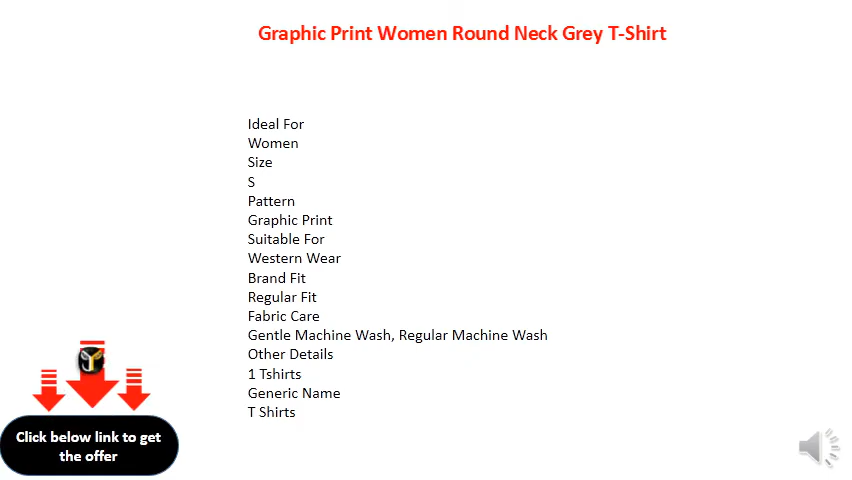 Graphic Print Women Round Neck Grey T-Shirt
Ideal For
Women
Size
S
Pattern
Graphic Print
Suitable For
Western Wear
Brand Fit
Regular Fit
Fabric Care
Gentle Machine Wash, Regular Machine Wash
Other Details
1 Tshirts
Generic Name
T Shirts
Click below link to get
the offer